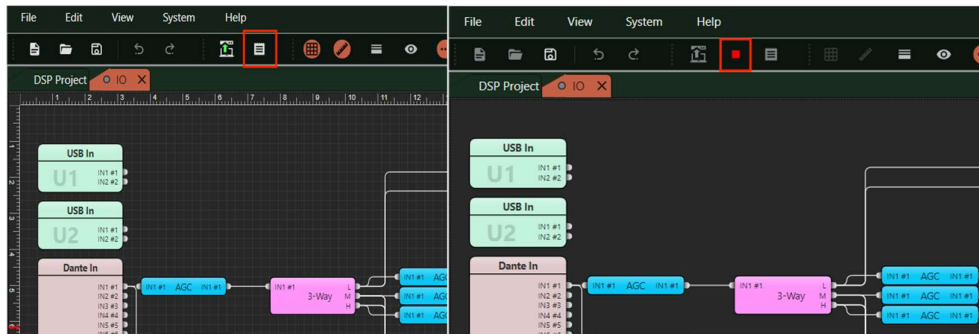 File Edit View System Help
DSP Project IO
1 2 3 4 5 6 7 8 9 10 11 12
USB In
U1
IN1 #1
IN2 #2
USB In
U2
IN1 #1
IN2 #2
Dante In
IN1 #1
IN2 #2
IN3 #3
IN4 #4
IN5 #5
IN1 #1 AGC IN1 #1
IN1 #1
3-Way
L
M
H
IN1 #1 AGC
IN1 #1 AGC
IN1 #1 AGC
File Edit View System Help
DSP Project IO
USB In
U1
IN1 #1
IN2 #2
USB In
U2
IN1 #1
IN2 #2
Dante In
IN1 #1
IN2 #2
IN3 #3
IN4 #4
IN5 #5
IN1 #1 AGC IN1 #1
IN1 #1
3-Way
L
M
H
IN1 #1 AGC IN1 #1
IN1 #1 AGC IN1 #1
IN1 #1 AGC IN1 #1